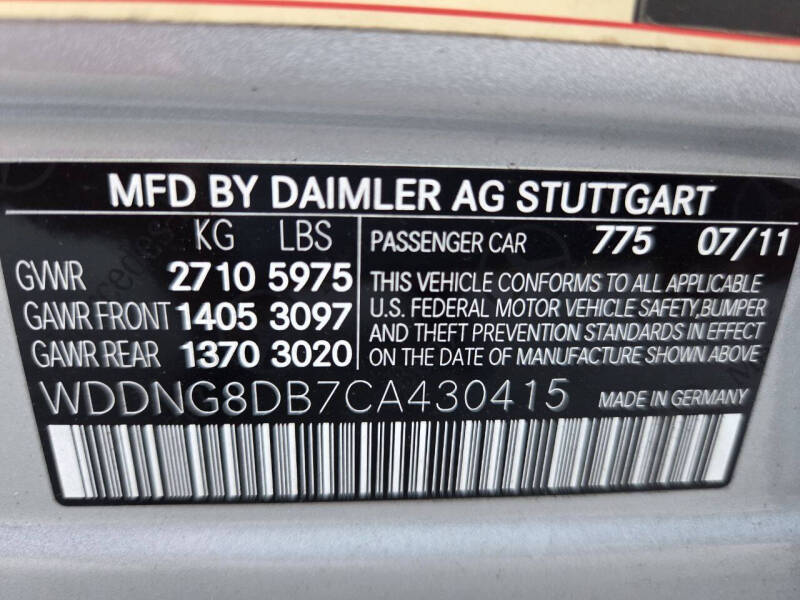 MFD BY DAIMLER AG STUTTGART
KG LBS
GVWR 2710 5975
GAWR FRONT 1405 3097
GAWR REAR 1370 3020
PASSENGER CAR 775 07/11
THIS VEHICLE CONFORMS TO ALL APPLICABLE
U.S. FEDERAL MOTOR VEHICLE SAFETY,BUMPER
AND THEFT PREVENTION STANDARDS IN EFFECT
ON THE DATE OF MANUFACTURE SHOWN ABOVE
WDDNG8DB7CA430415 MADE IN GERMANY